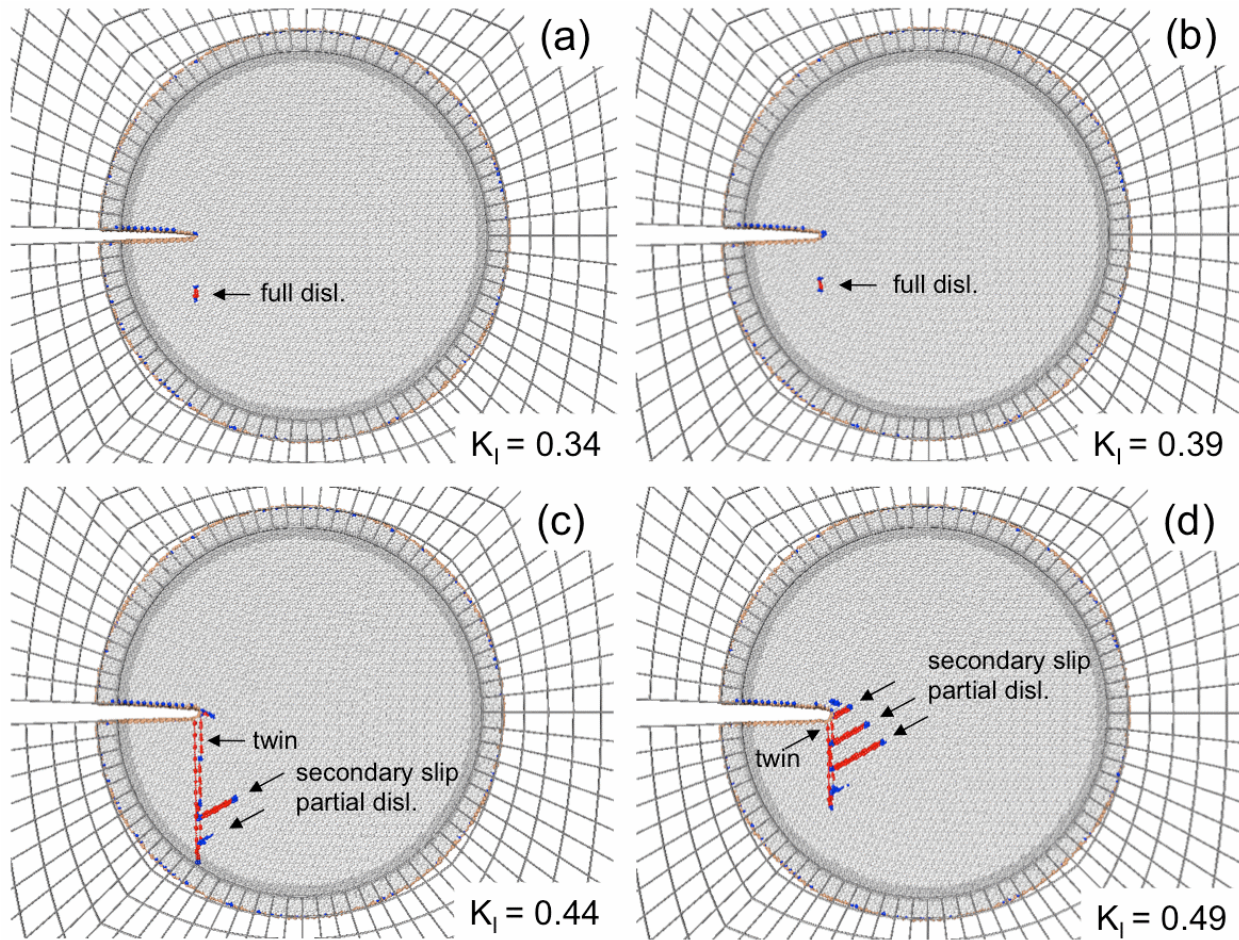 (a)
full disl.
K_I = 0.34
(b)
full disl.
K_I = 0.39
(c)
twin
secondary slip
partial disl.
K_I = 0.44
(d)
secondary slip
partial disl.
twin
K_I = 0.49